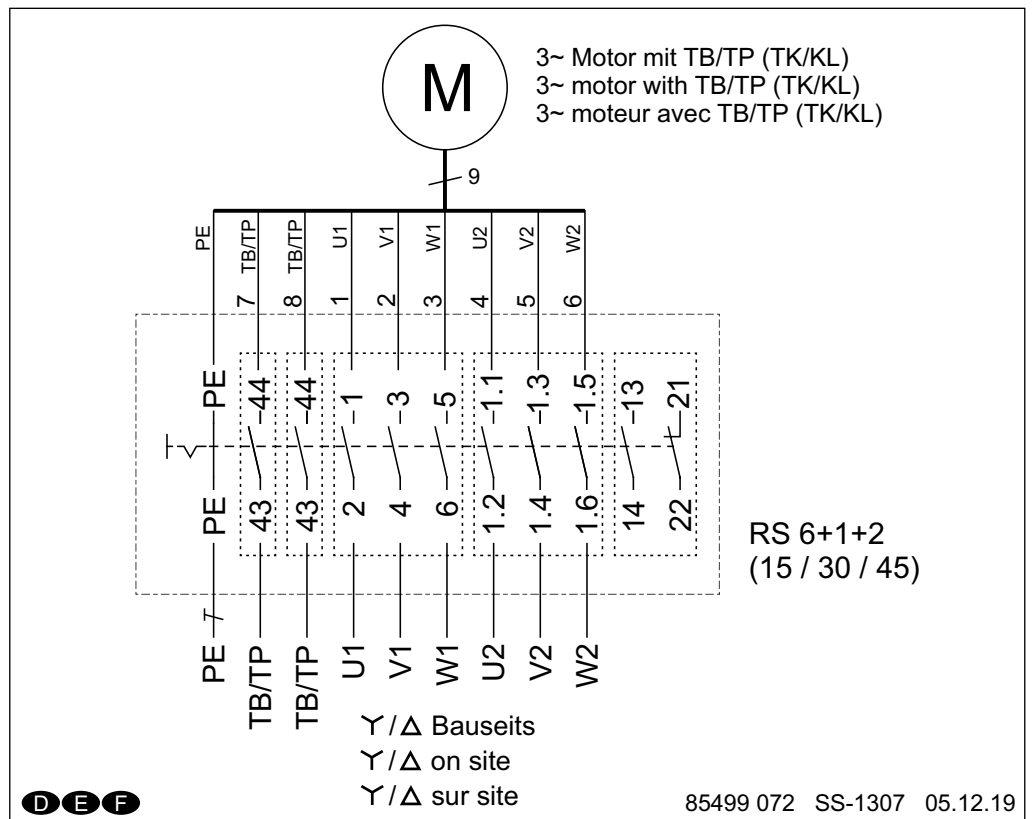 M
3~ Motor mit TB/TP (TK/KL)
3~ motor with TB/TP (TK/KL)
3~ moteur avec TB/TP (TK/KL)
9
PE TB/TP TB/TP U1 V1 W1 U2 V2 W2
7 8 1 2 3 4 5 6
PE 44 44 1 3 5 1.1 1.3 1.5 13 21
PE 43 43 2 4 6 1.2 1.4 1.6 14 22
RS 6+1+2
(15 / 30 / 45)
PE TB/TP TB/TP U1 V1 W1 U2 V2 W2
Y/Δ Bauseits
Y/Δ on site
Y/Δ sur site
D E F
85499 072 SS-1307 05.12.19